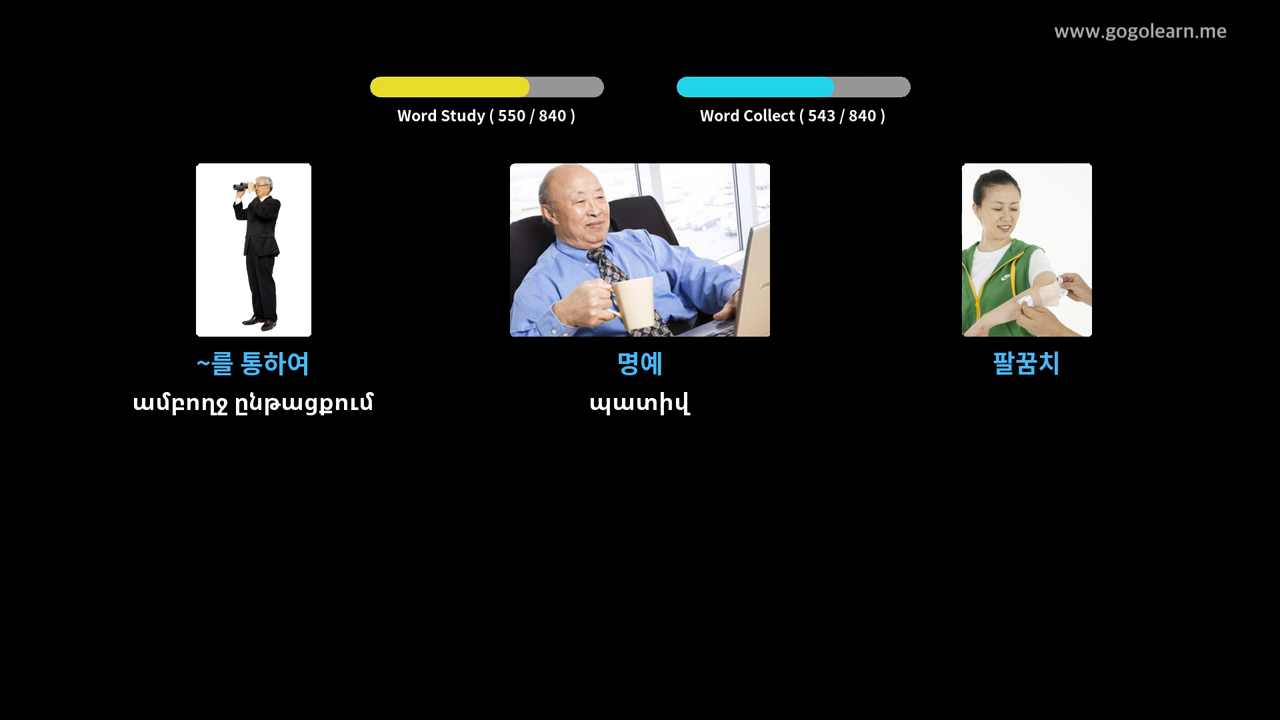 www.gogolearn.me
Word Study ( 550 / 840 )
Word Collect ( 543 / 840 )
~를 통하여
명예
팔꿈치
ամբողջ ընթացքում
պատիվ